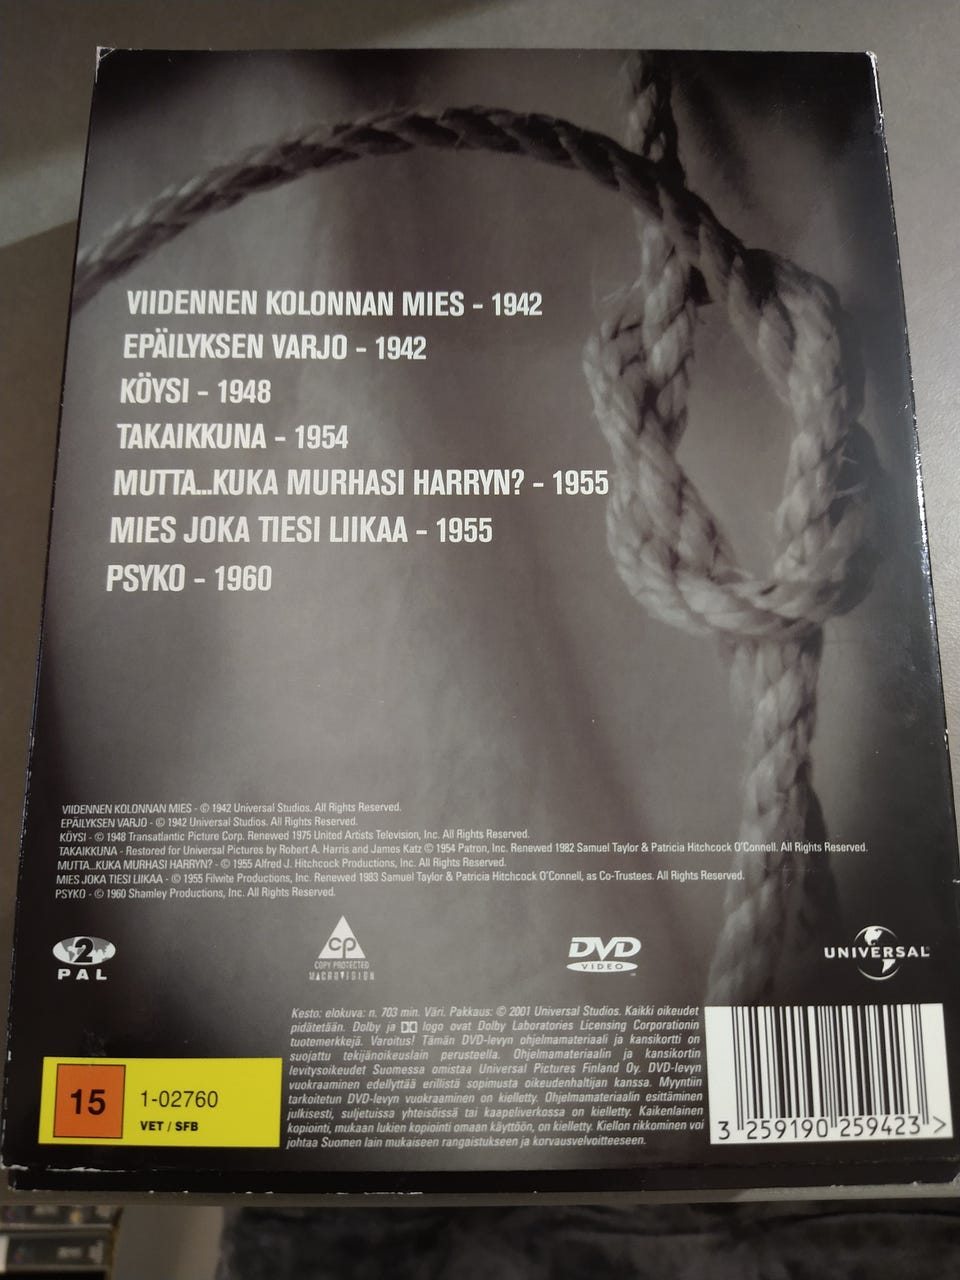 VIIDENNEN KOLONNAN MIES - 1942
EPÄILYKSEN VARJO - 1942
KÖYSI - 1948
TAKAIKKUNA - 1954
MUTTA...KUKA MURHASI HARRYN? - 1955
MIES JOKA TIESI LIIKAA - 1955
PSYKO - 1960
VIIDENNEN KOLONNAN MIES - © 1942 Universal Studios. All Rights Reserved.
EPÄILYKSEN VARJO - © 1942 Universal Studios. All Rights Reserved.
KÖYSI - © 1948 Transatlantic Picture Corp. Renewed 1975 United Artists Television, Inc. All Rights Reserved.
TAKAIKKUNA - Restored for Universal Pictures by Robert A. Harris and James Katz © 1954 Patron, Inc. Renewed 1982 Samuel Taylor & Patricia Hitchcock O'Connell. All Rights Reserved.
MUTTA...KUKA MURHASI HARRYN? - © 1955 Alfred J. Hitchcock Productions, Inc. All Rights Reserved.
MIES JOKA TIESI LIIKAA - © 1955 Filwite Productions, Inc. Renewed 1983 Samuel Taylor & Patricia Hitchcock O'Connell, as Co-Trustees. All Rights Reserved.
PSYKO - © 1960 Shamley Productions, Inc. All Rights Reserved.
2
PAL
CP
COPY PROTECTED
MACROVISION
DVD
VIDEO
UNIVERSAL
Kesto: elokuva: n. 703 min. Väri. Pakkaus: © 2001 Universal Studios. Kaikki oikeudet
pidätetään. Dolby ja logo ovat Dolby Laboratories Licensing Corporationin
tuotemerkkejä. Varoitus! Tämän DVD-levyn ohjelmamateriaali ja kansikortti on
suojattu tekijänoikeuslain perusteella. Ohjelmamateriaalin ja kansikortin
levitysoikeudet Suomessa omistaa Universal Pictures Finland Oy. DVD-levyn
vuokraaminen edellyttää erillistä sopimusta oikeudenhaltijan kanssa. Myyntiin
tarkoitetun DVD-levyn vuokraaminen on kielletty. Ohjelmamateriaalin esittäminen
julkisesti, suljetuissa yhteisöissä tai kaapeliverkossa on kielletty. Kaikenlainen
kopiointi, mukaan lukien kopiointi omaan käyttöön, on kielletty. Kiellon rikkominen voi
johtaa Suomen lain mukaiseen rangaistukseen ja korvausvelvoitteeseen.
15
1-02760
VET / SFB
3 259190 259423 >